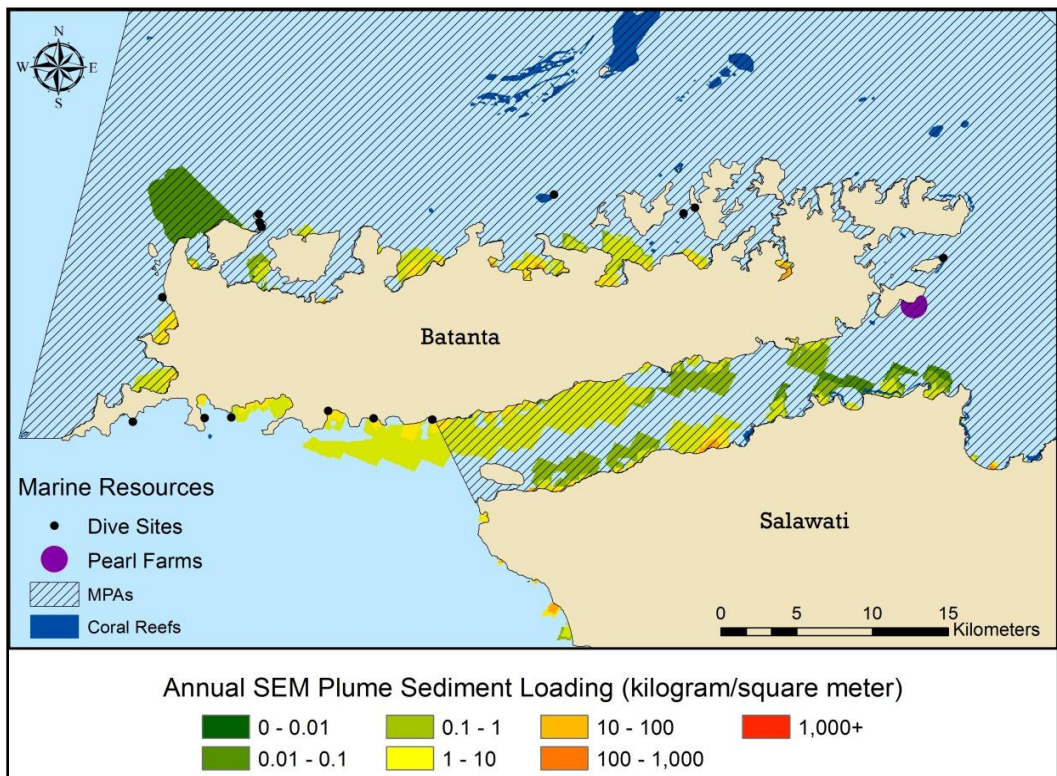 N
W E
S
Batanta
Salawati
Marine Resources
Dive Sites
Pearl Farms
MPAs
Coral Reefs
0 5 10 15
Kilometers
Annual SEM Plume Sediment Loading (kilogram/square meter)
0 - 0.01 0.1 - 1 10 - 100 1,000+
0.01 - 0.1 1 - 10 100 - 1,000